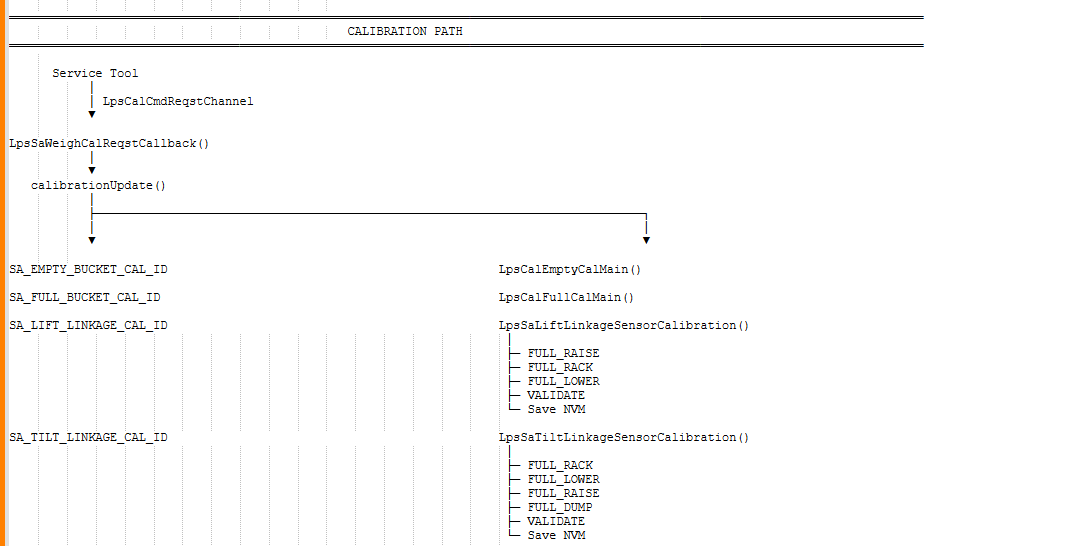 CALIBRATION PATH
Service Tool
LpsCalCmdReqstChannel
LpsSaWeighCalReqstCallback()
calibrationUpdate()
SA_EMPTY_BUCKET_CAL_ID LpsCalEmptyCalMain()
SA_FULL_BUCKET_CAL_ID LpsCalFullCalMain()
SA_LIFT_LINKAGE_CAL_ID LpsSaLiftLinkageSensorCalibration()
FULL_RAISE
FULL_RACK
FULL_LOWER
VALIDATE
Save NVM
SA_TILT_LINKAGE_CAL_ID LpsSaTiltLinkageSensorCalibration()
FULL_RACK
FULL_LOWER
FULL_RAISE
FULL_DUMP
VALIDATE
Save NVM